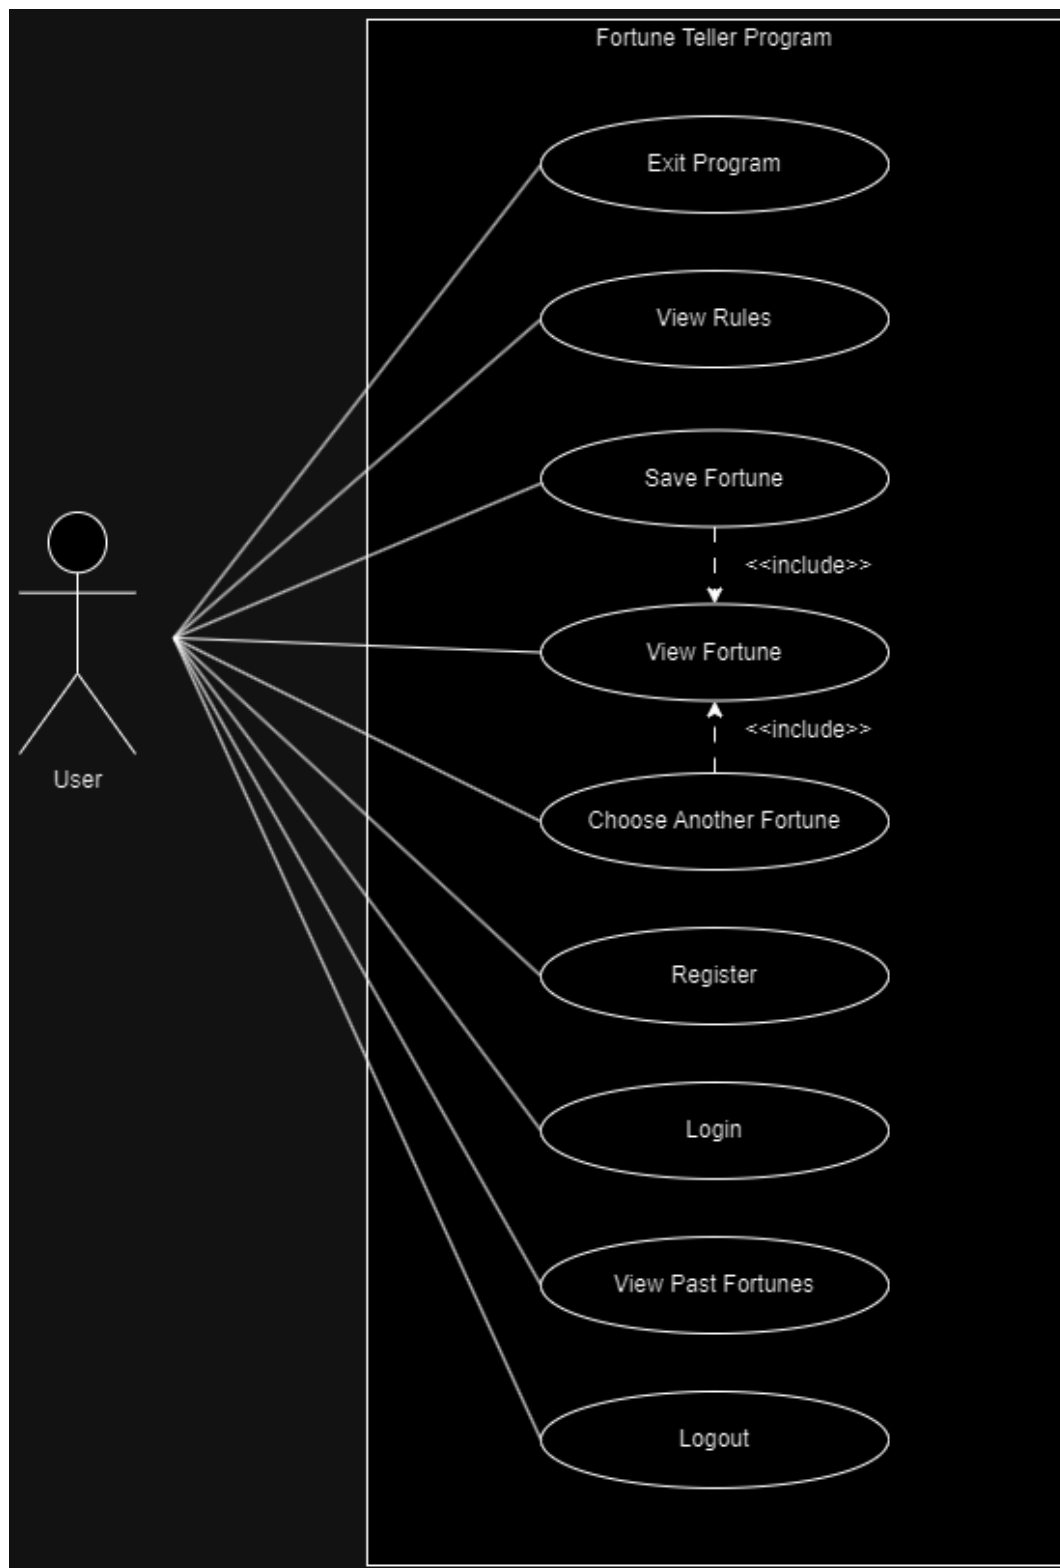 Fortune Teller Program
Exit Program
View Rules
Save Fortune
<<include>>
View Fortune
<<include>>
User
Choose Another Fortune
Register
Login
View Past Fortunes
Logout